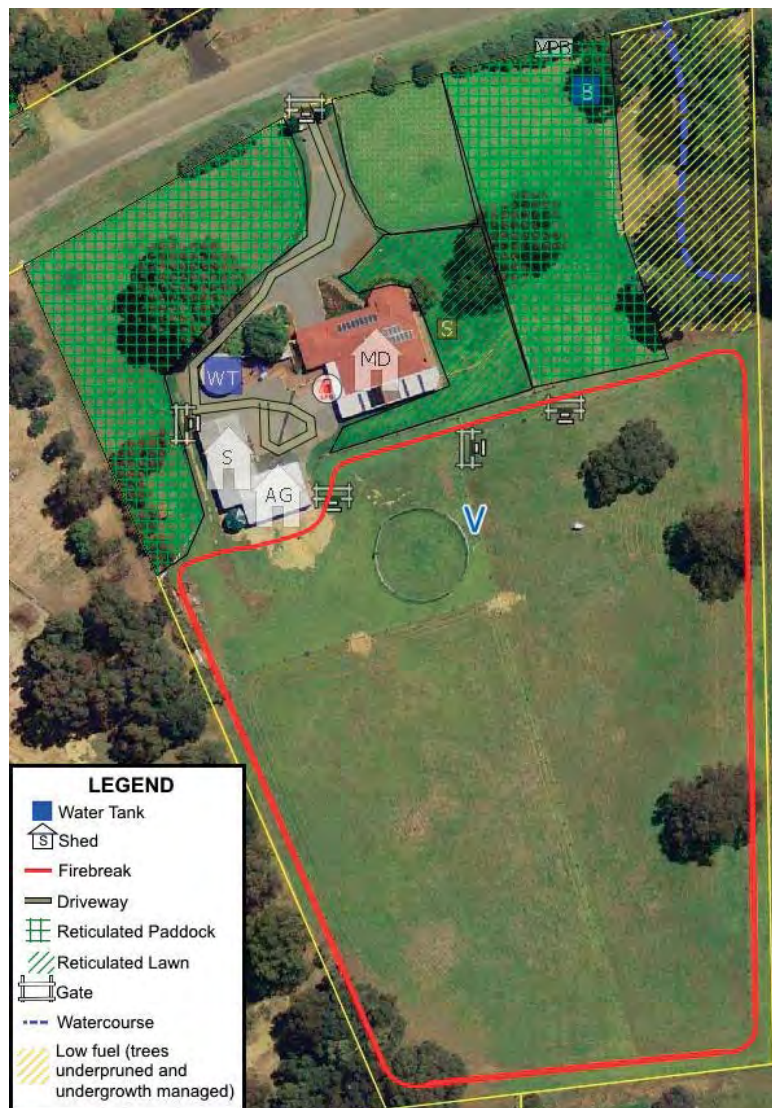 MPB
B
WT
MD
S
S
AG
V
LEGEND
Water Tank
S Shed
Firebreak
Driveway
Reticulated Paddock
Reticulated Lawn
Gate
Watercourse
Low fuel (trees
underpruned and
undergrowth managed)